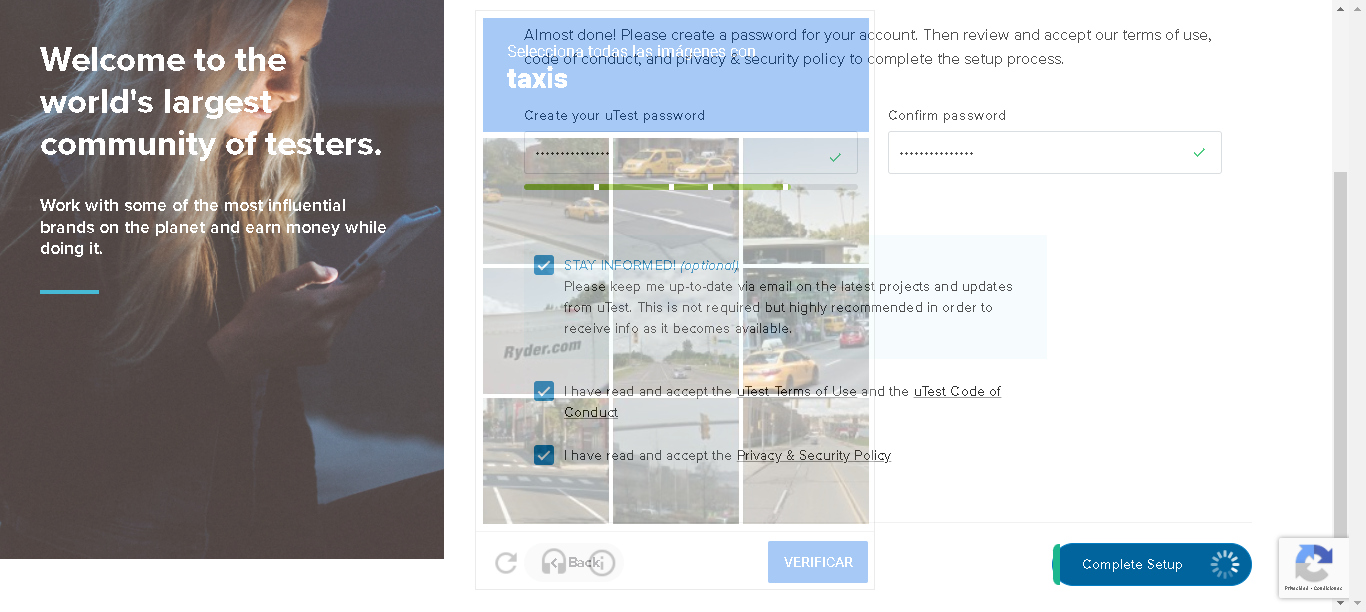 Welcome to the
world's largest
community of testers.
Work with some of the most influential
brands on the planet and earn money while
doing it.
Almost done! Please create a password for your account. Then review and accept our terms of use,
code of conduct, and privacy & security policy to complete the setup process.
Selecciona todas las imágenes con
taxis
Create your uTest password
Confirm password
STAY INFORMED! (optional)
Please keep me up-to-date via email on the latest projects and updates
from uTest. This is not required but highly recommended in order to
receive info as it becomes available.
Ryder.com
I have read and accept the uTest Terms of Use and the uTest Code of
Conduct
I have read and accept the Privacy & Security Policy
Back
VERIFICAR
Complete Setup
Privacidad - Condiciones